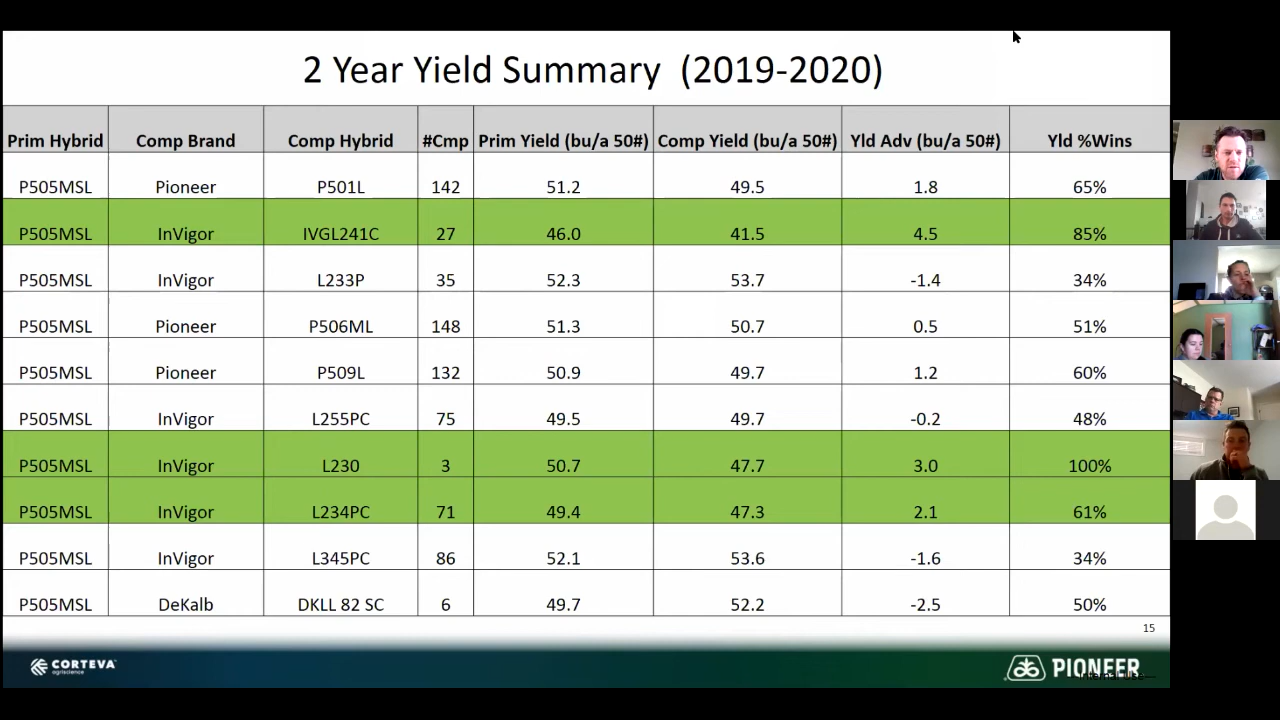 2 Year Yield Summary (2019-2020)
Prim Hybrid Comp Brand Comp Hybrid #Cmp Prim Yield (bu/a 50#) Comp Yield (bu/a 50#) Yld Adv (bu/a 50#) Yld %Wins
P505MSL Pioneer P501L 142 51.2 49.5 1.8 65%
P505MSL InVigor IVGL241C 27 46.0 41.5 4.5 85%
P505MSL InVigor L233P 35 52.3 53.7 -1.4 34%
P505MSL Pioneer P506ML 148 51.3 50.7 0.5 51%
P505MSL Pioneer P509L 132 50.9 49.7 1.2 60%
P505MSL InVigor L255PC 75 49.5 49.7 -0.2 48%
P505MSL InVigor L230 3 50.7 47.7 3.0 100%
P505MSL InVigor L234PC 71 49.4 47.3 2.1 61%
P505MSL InVigor L345PC 86 52.1 53.6 -1.6 34%
P505MSL DeKalb DKLL 82 SC 6 49.7 52.2 -2.5 50%
15
CORTEVA
agriscience
PIONEER
Internal Use